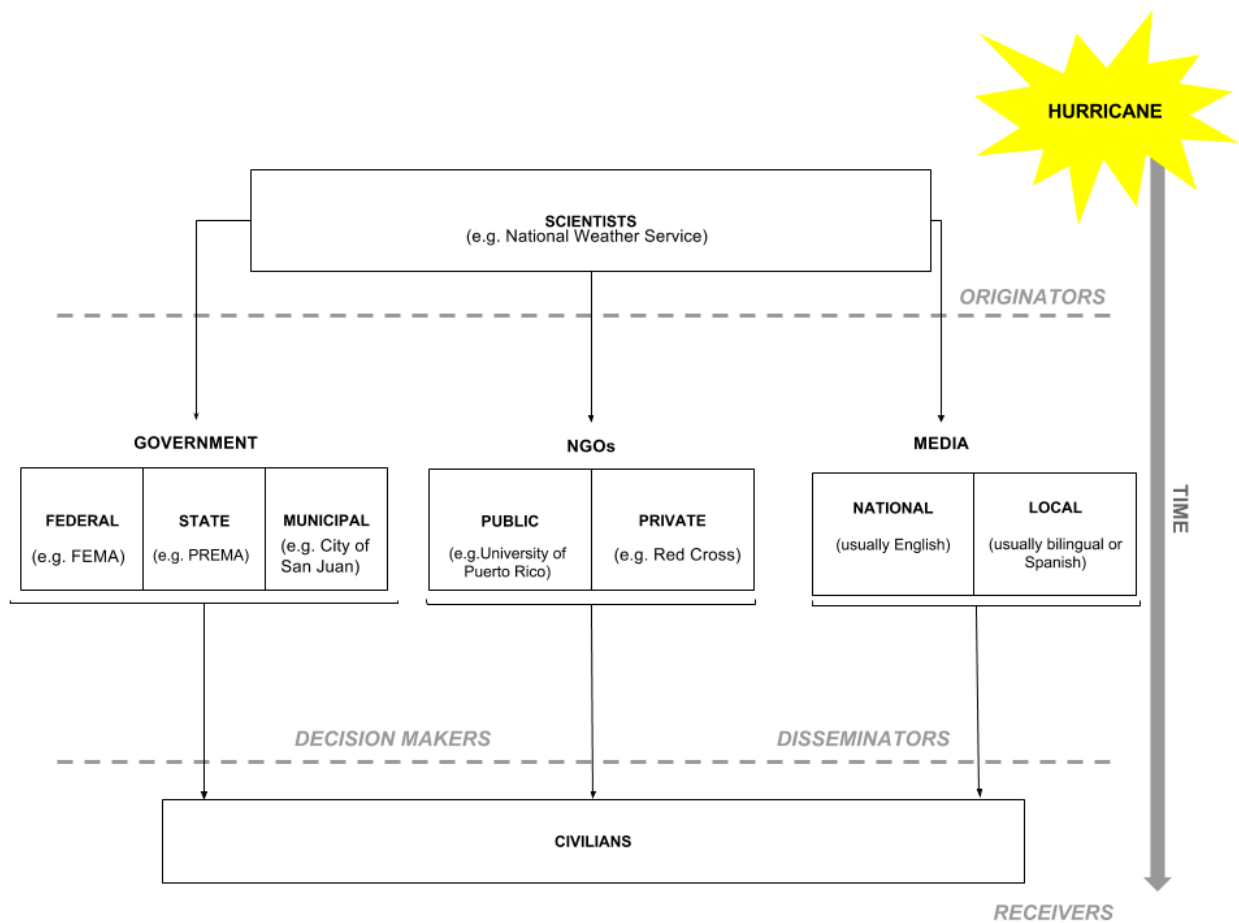 HURRICANE
SCIENTISTS
(e.g. National Weather Service)
ORIGINATORS
GOVERNMENT
NGOs
MEDIA
FEDERAL
(e.g. FEMA)
STATE
(e.g. PREMA)
MUNICIPAL
(e.g. City of
San Juan)
PUBLIC
(e.g.University of
Puerto Rico)
PRIVATE
(e.g. Red Cross)
NATIONAL
(usually English)
LOCAL
(usually bilingual or
Spanish)
TIME
DECISION MAKERS
DISSEMINATORS
CIVILIANS
RECEIVERS